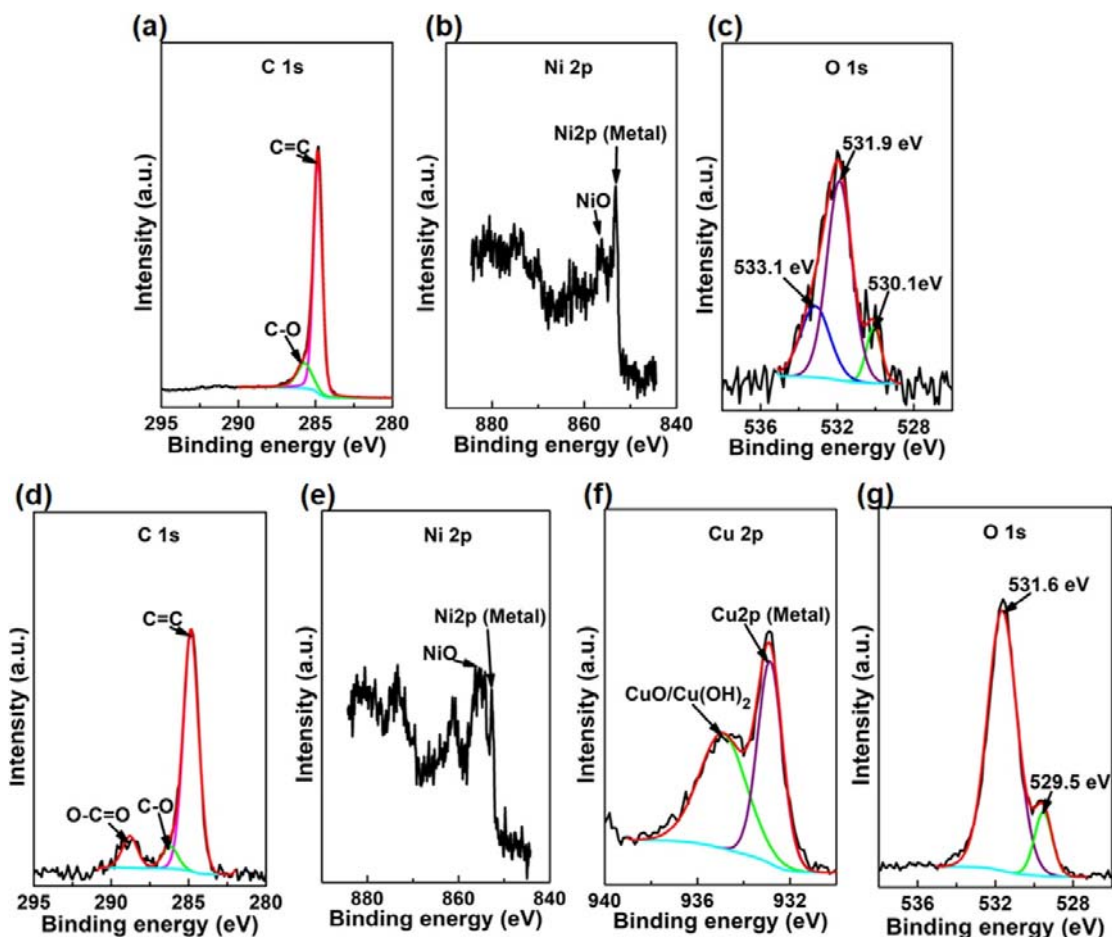 (a)
C 1s
C=C
C-O
Intensity (a.u.)
295 290 285 280
Binding energy (eV)
(b)
Ni 2p
Ni2p (Metal)
NiO
Intensity (a.u.)
880 860 840
Binding energy (eV)
(c)
O 1s
531.9 eV
533.1 eV
530.1eV
Intensity (a.u.)
536 532 528
Binding energy (eV)
(d)
C 1s
C=C
O-C=O
C-O
Intensity (a.u.)
295 290 285 280
Binding energy (eV)
(e)
Ni 2p
Ni2p (Metal)
NiO
Intensity (a.u.)
880 860 840
Binding energy (eV)
(f)
Cu 2p
Cu2p (Metal)
CuO/Cu(OH)2
Intensity (a.u.)
940 936 932
Binding energy (eV)
(g)
O 1s
531.6 eV
529.5 eV
Intensity (a.u.)
536 532 528
Binding energy (eV)